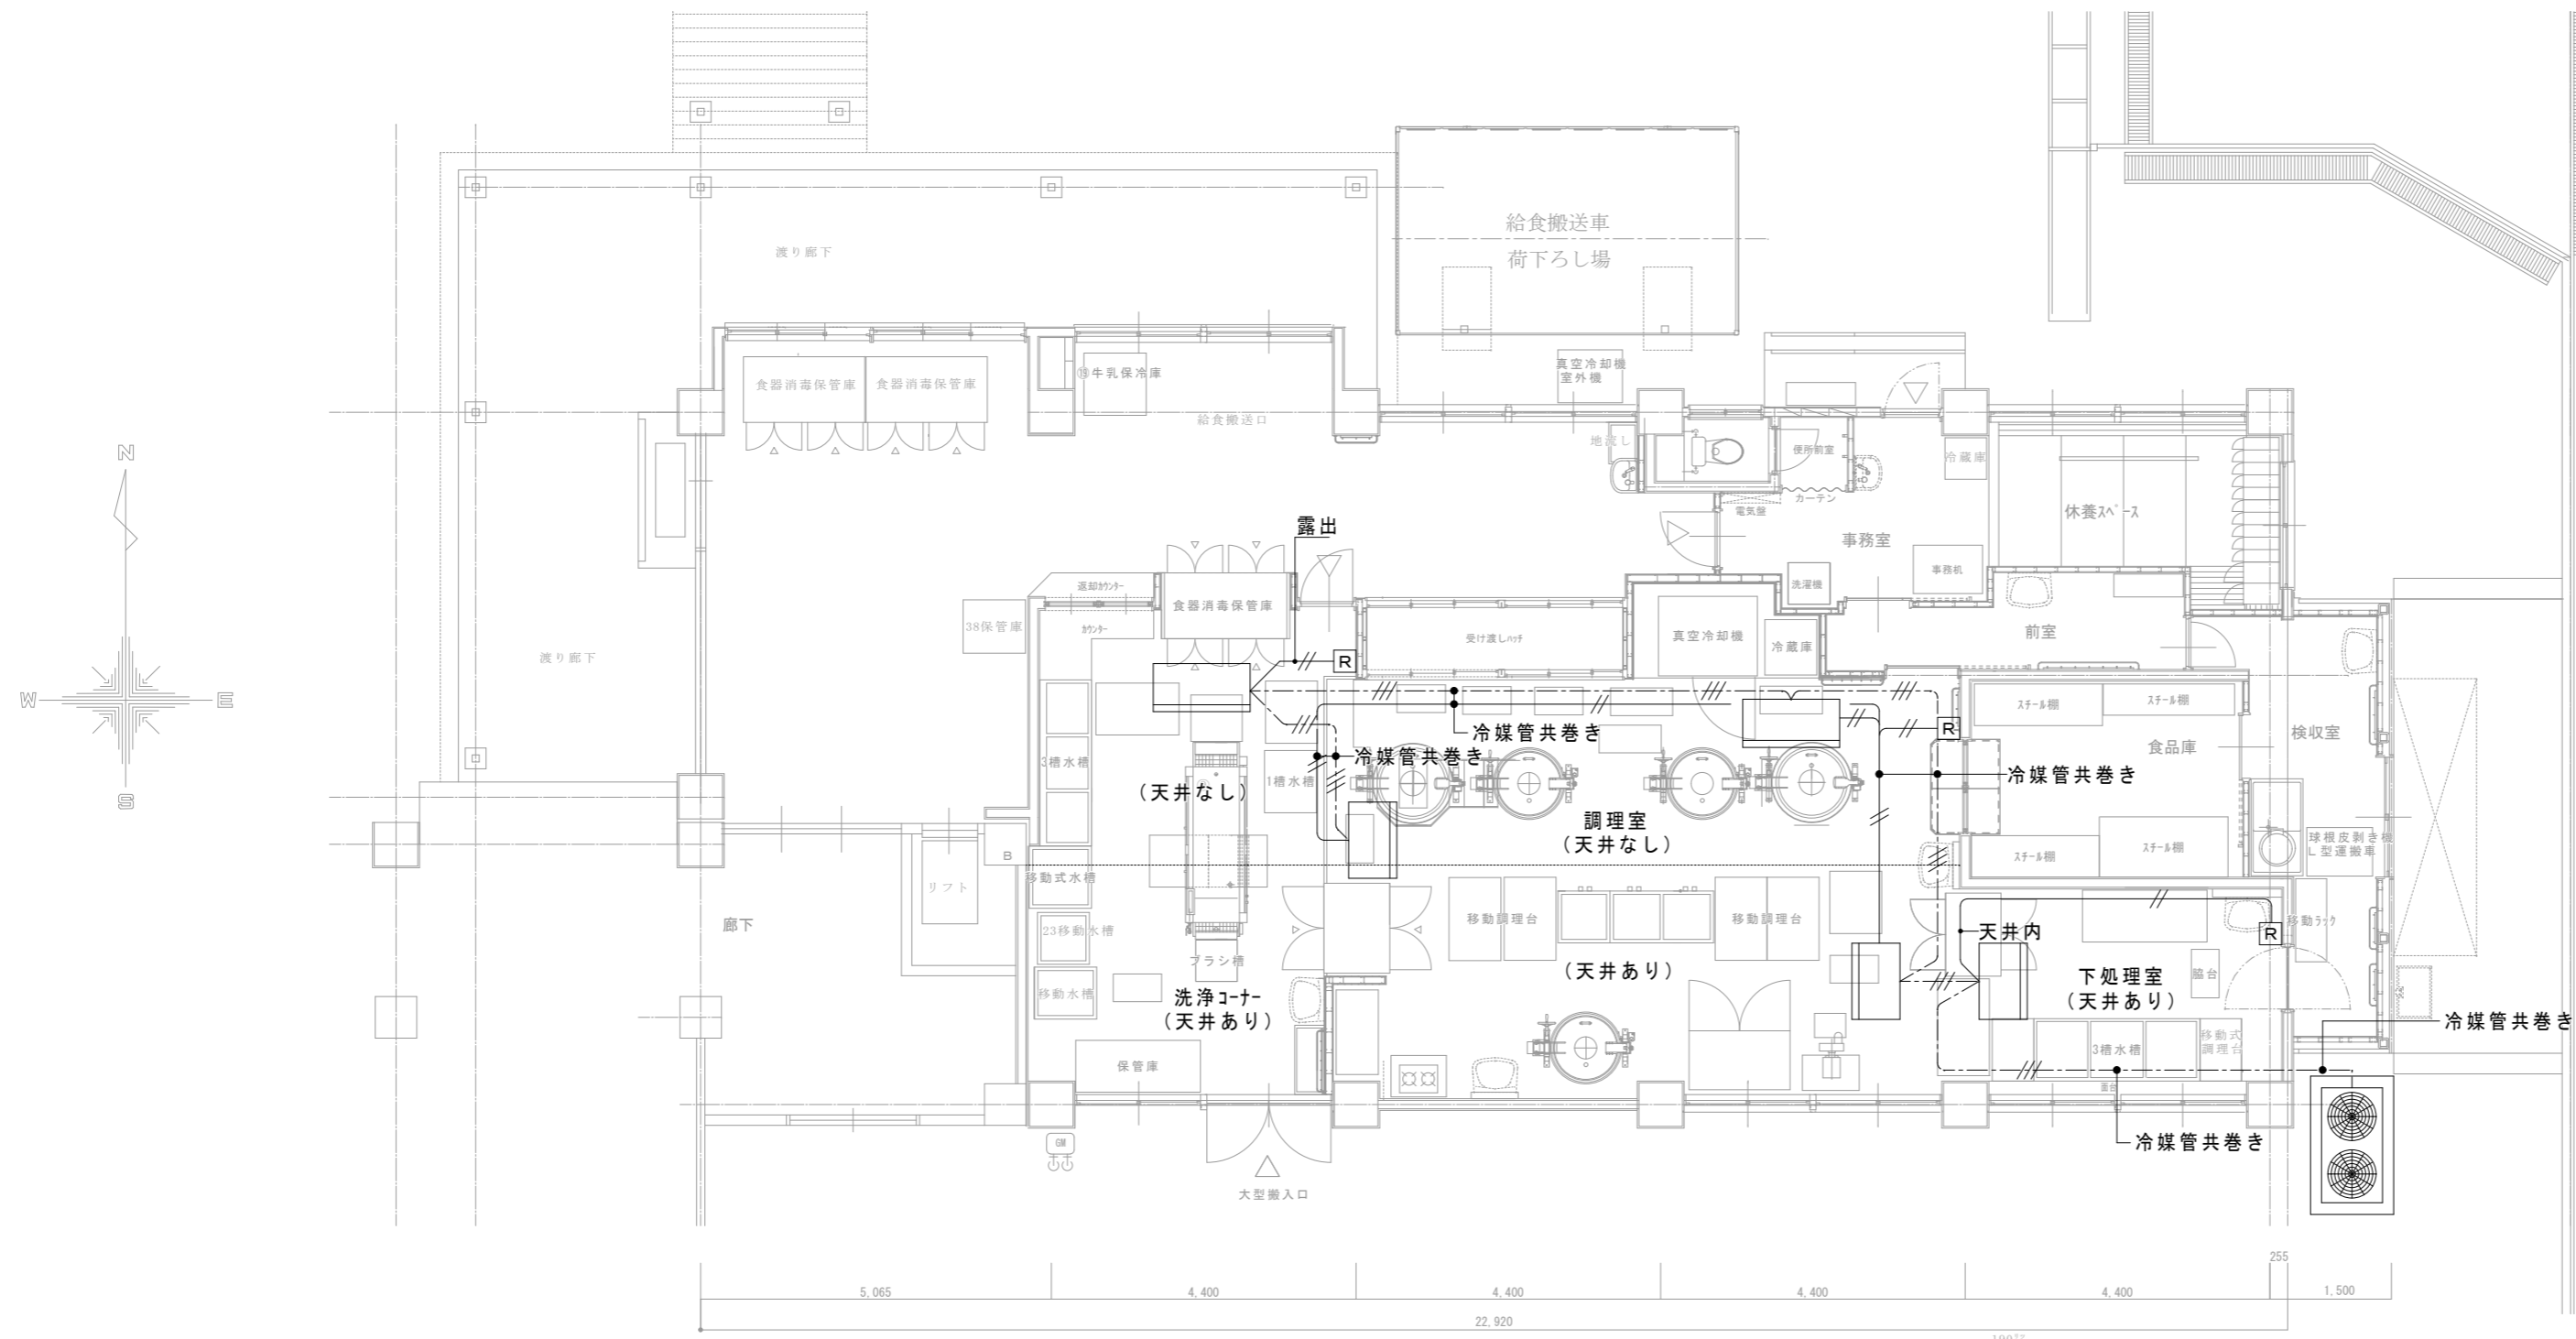 給食搬送車
荷下ろし場
渡り廊下
真空冷却機
室外機
食器消毒保管庫
食器消毒保管庫
⑲牛乳保冷庫
給食搬送口
地流し
便所前室
冷蔵庫
カーテン
電気盤
休養スペース
事務室
N
露出
返却カウンター
洗濯機
事務机
食器消毒保管庫
38保管庫
カウンター
受け渡しハッチ
真空冷却機
冷蔵庫
前室
渡り廊下
R
W
E
スチール棚
スチール棚
検収室
冷媒管共巻き
R
食品庫
冷媒管共巻き
3槽水槽
1槽水槽
冷媒管共巻き
(天井なし)
S
調理室
(天井なし)
球根皮剥き機
L型運搬車
B
スチール棚
スチール棚
移動式水槽
リフト
廊下
移動調理台
移動調理台
移動ラック
23移動水槽
天井内
R
ブラシ槽
(天井あり)
下処理室
(天井あり)
脇台
移動水槽
洗浄コーナー
(天井あり)
冷媒管共巻き
移動式
調理台
3槽水槽
保管庫
冷媒管共巻き
GM
大型搬入口
255
5,065
4,400
4,400
4,400
4,400
1,500
22,920